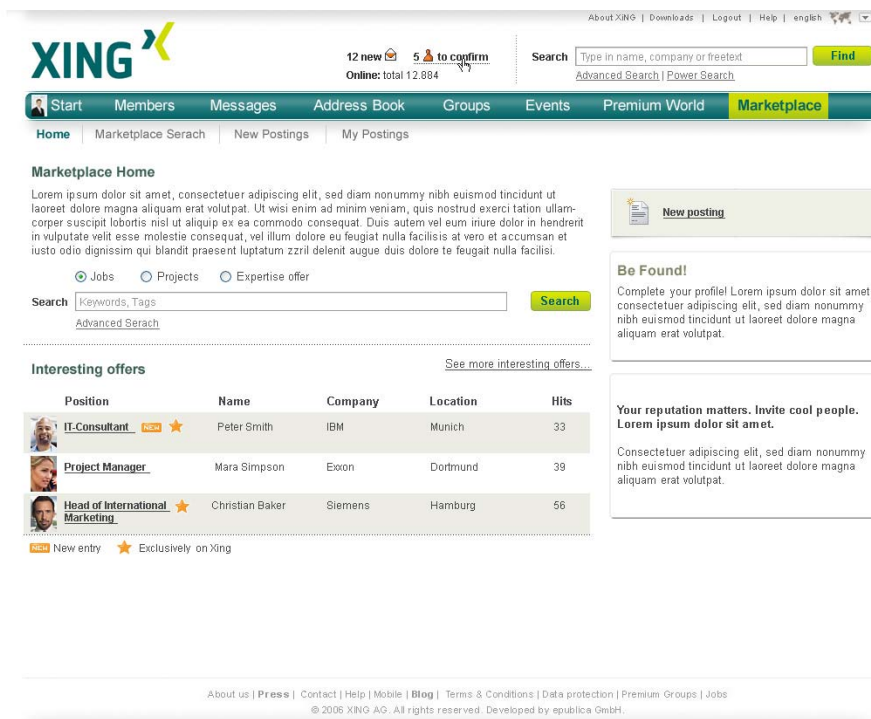 About XING | Downloads | Logout | Help | english
XING
12 new 5 to confirm
Online: total 12.884
Search Type in name, company or freetext Find
Advanced Search | Power Search
Start Members Messages Address Book Groups Events Premium World Marketplace
Home Marketplace Serach New Postings My Postings
Marketplace Home
Lorem ipsum dolor sit amet, consectetuer adipiscing elit, sed diam nonummy nibh euismod tincidunt ut
laoreet dolore magna aliquam erat volutpat. Ut wisi enim ad minim veniam, quis nostrud exerci tation ullam-
corper suscipit lobortis nisl ut aliquip ex ea commodo consequat. Duis autem vel eum iriure dolor in hendrerit
in vulputate velit esse molestie consequat, vel illum dolore eu feugiat nulla facilisis at vero et accumsan et
iusto odio dignissim qui blandit praesent luptatum zzril delenit augue duis dolore te feugait nulla facilisi.
Jobs Projects Expertise offer
Search Keywords, Tags Search
Advanced Serach
Interesting offers See more interesting offers...
Position Name Company Location Hits
IT-Consultant NEW Peter Smith IBM Munich 33
Project Manager Mara Simpson Exxon Dortmund 39
Head of International Christian Baker Siemens Hamburg 56
Marketing
NEW New entry Exclusively on Xing
New posting
Be Found!
Complete your profile! Lorem ipsum dolor sit amet
consectetuer adipiscing elit, sed diam nonummy
nibh euismod tincidunt ut laoreet dolore magna
aliquam erat volutpat.
Your reputation matters. Invite cool people.
Lorem ipsum dolor sit amet.
Consectetuer adipiscing elit, sed diam nonummy
nibh euismod tincidunt ut laoreet dolore magna
aliquam erat volutpat.
About us | Press | Contact | Help | Mobile | Blog | Terms & Conditions | Data protection | Premium Groups | Jobs
© 2006 XING AG. All rights reserved. Developed by epublica GmbH.